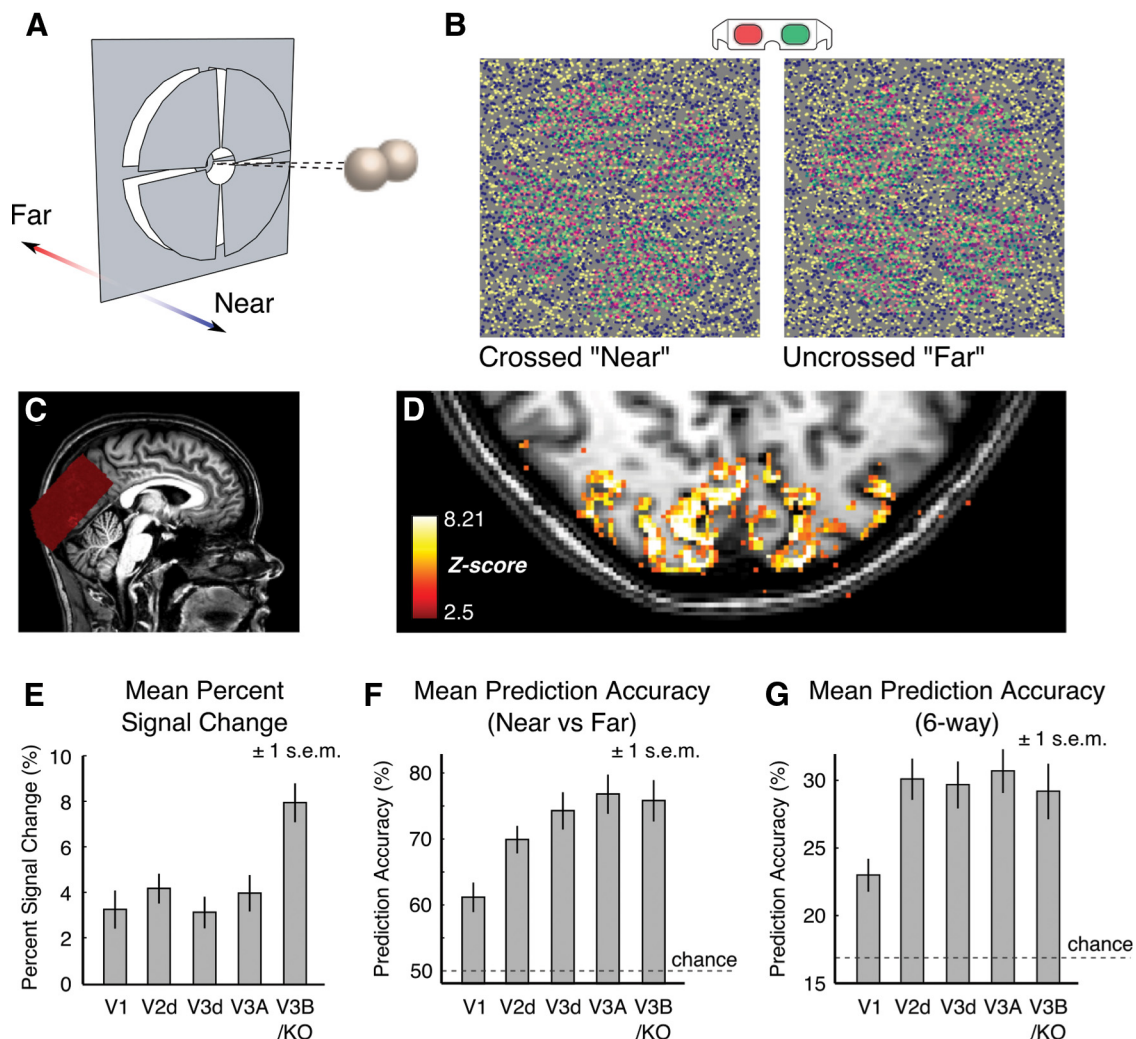 A
Far
Near
B
Crossed "Near"
Uncrossed "Far"
C
D
8.21
Z-score
2.5
E
Mean Percent
Signal Change
± 1 s.e.m.
Percent Signal Change (%)
10
8
6
4
2
0
V1 V2d V3d V3A V3B
/KO
F
Mean Prediction Accuracy
(Near vs Far)
± 1 s.e.m.
Prediction Accuracy (%)
80
70
60
50
chance
V1 V2d V3d V3A V3B
/KO
G
Mean Prediction Accuracy
(6-way)
± 1 s.e.m.
Prediction Accuracy (%)
30
25
20
15
chance
V1 V2d V3d V3A V3B
/KO